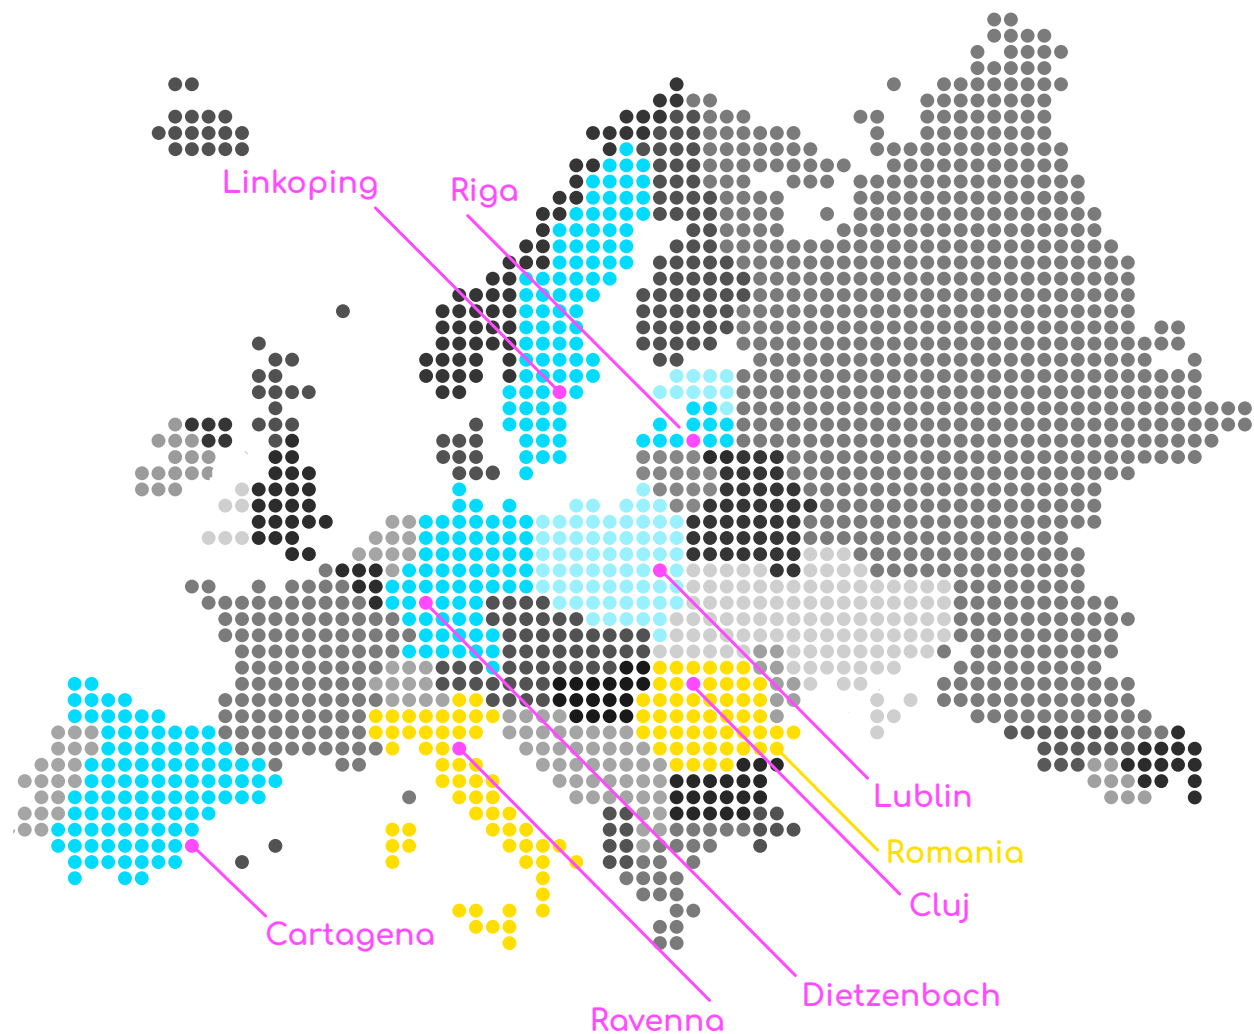 Linkoping
Riga
Lublin
Romania
Cluj
Cartagena
Dietzenbach
Ravenna